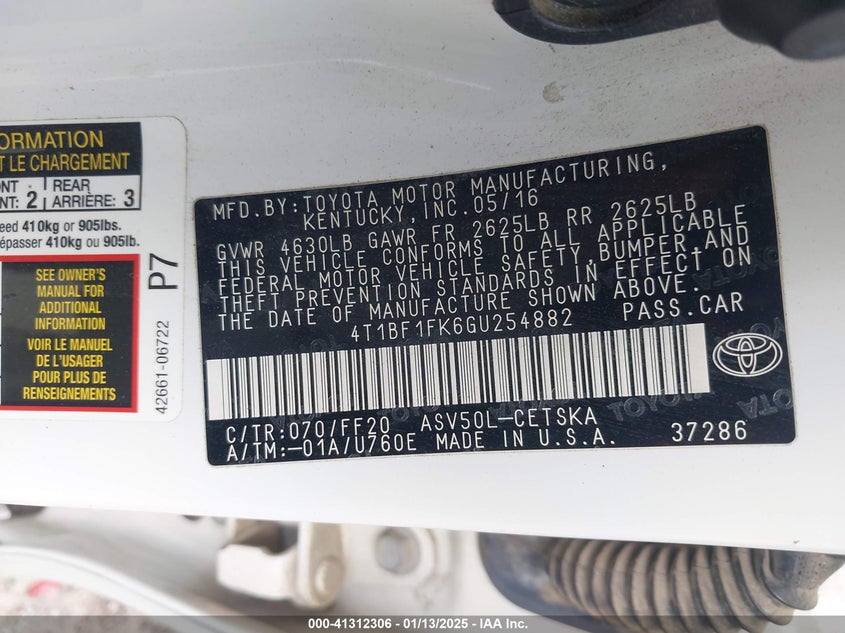 ORMATION
T LE CHARGEMENT
REAR
2 ARRIÈRE: 3
410kg or 905lbs.
410kg ou 905lb.
SEE OWNER'S
MANUAL FOR
ADDITIONAL
INFORMATION
VOIR LE MANUEL
DE L'USAGER
POUR PLUS DE
RENSEIGNEMENTS
P7
42661-06722
MFD.BY:TOYOTA MOTOR MANUFACTURING,
KENTUCKY,INC.05/16
GVWR 4630LB GAWR FR 2625LB RR 2625LB
THIS VEHICLE CONFORMS TO ALL APPLICABLE
FEDERAL MOTOR VEHICLE SAFETY,BUMPER,AND
THEFT PREVENTION STANDARDS IN EFFECT ON
THE DATE OF MANUFACTURE SHOWN ABOVE.
4T1BF1FK6GU254882 PASS.CAR
C/TR:070/FF20 ASV50L-CETSKA
A/TM:-01A/U760E MADE IN U.S.A. 37286
000-41312306 - 01/13/2025 - IAA Inc.